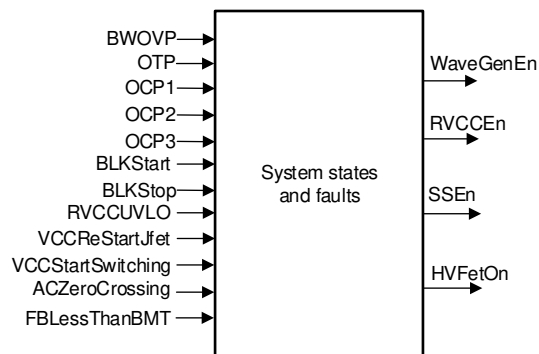 BWOVP
OTP
OCP1
OCP2
OCP3
BLKStart
BLKStop
RVCCUVLO
VCCReStartJfet
VCCStartSwitching
ACZeroCrossing
FBLessThanBMT
System states
and faults
WaveGenEn
RVCCEn
SSEn
HVFetOn